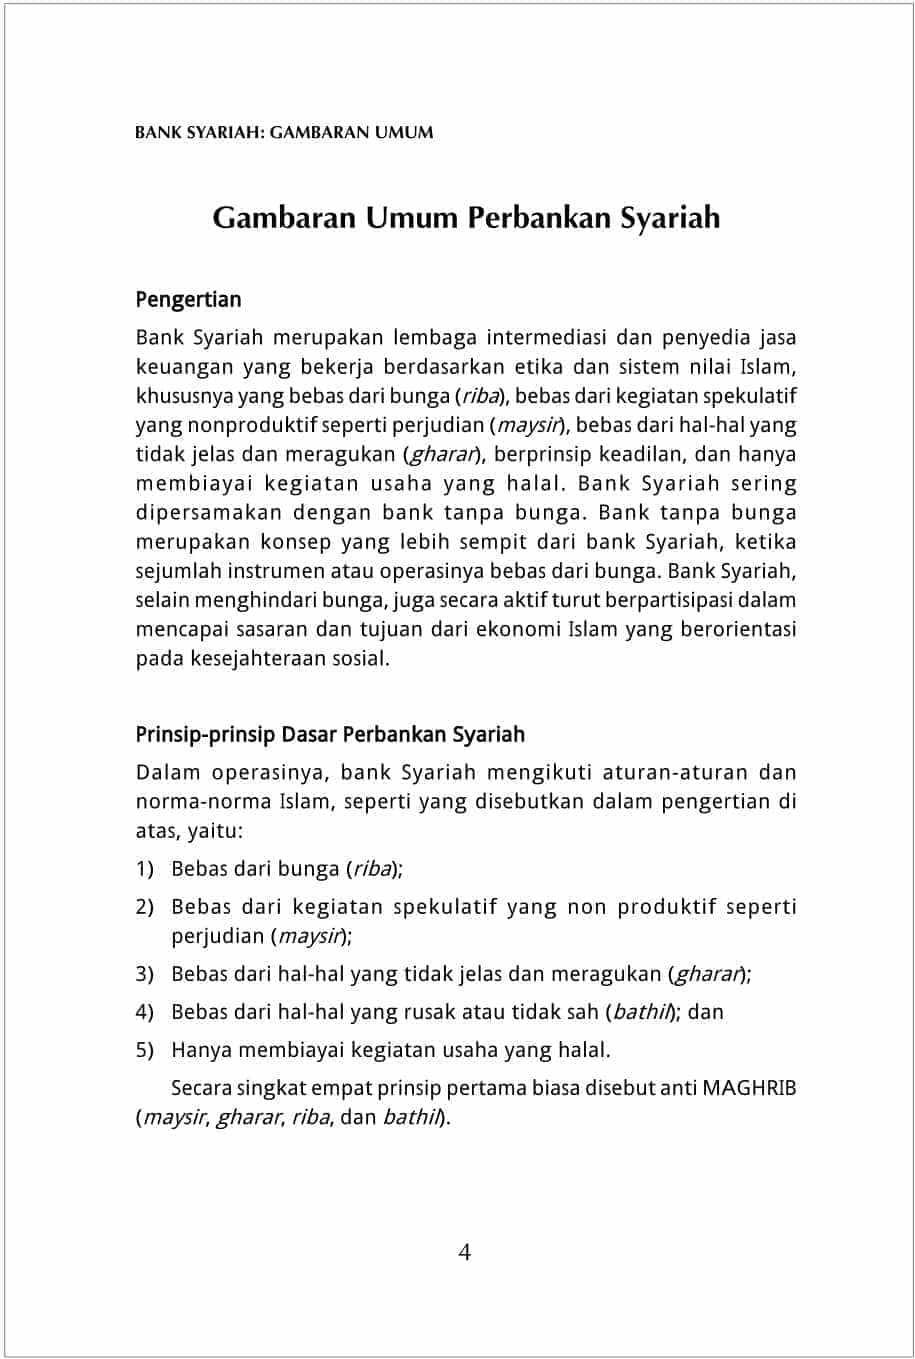 BANK SYARIAH: GAMBARAN UMUM
Gambaran Umum Perbankan Syariah
Pengertian
Bank Syariah merupakan lembaga intermediasi dan penyedia jasa
keuangan yang bekerja berdasarkan etika dan sistem nilai Islam,
khususnya yang bebas dari bunga (riba), bebas dari kegiatan spekulatif
yang nonproduktif seperti perjudian (maysir), bebas dari hal-hal yang
tidak jelas dan meragukan (gharar), berprinsip keadilan, dan hanya
membiayai kegiatan usaha yang halal. Bank Syariah sering
dipersamakan dengan bank tanpa bunga. Bank tanpa bunga
merupakan konsep yang lebih sempit dari bank Syariah, ketika
sejumlah instrumen atau operasinya bebas dari bunga. Bank Syariah,
selain menghindari bunga, juga secara aktif turut berpartisipasi dalam
mencapai sasaran dan tujuan dari ekonomi Islam yang berorientasi
pada kesejahteraan sosial.
Prinsip-prinsip Dasar Perbankan Syariah
Dalam operasinya, bank Syariah mengikuti aturan-aturan dan
norma-norma Islam, seperti yang disebutkan dalam pengertian di
atas, yaitu:
1) Bebas dari bunga (riba);
2) Bebas dari kegiatan spekulatif yang non produktif seperti
perjudian (maysir);
3) Bebas dari hal-hal yang tidak jelas dan meragukan (gharar);
4) Bebas dari hal-hal yang rusak atau tidak sah (bathil); dan
5) Hanya membiayai kegiatan usaha yang halal.
Secara singkat empat prinsip pertama biasa disebut anti MAGHRIB
(maysir, gharar, riba, dan bathil).
4